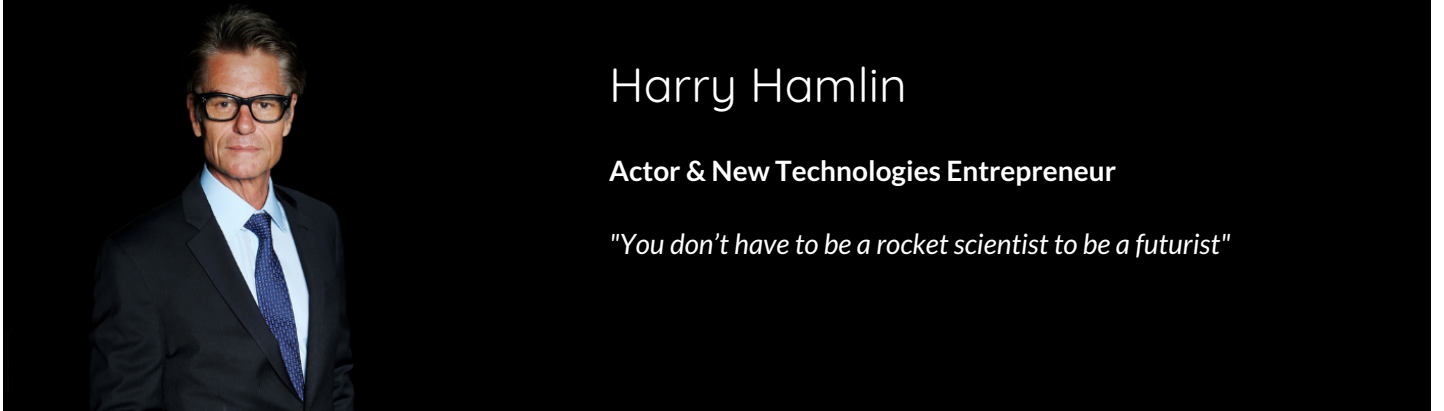 Harry Hamlin
Actor & New Technologies Entrepreneur
"You don’t have to be a rocket scientist to be a futurist"